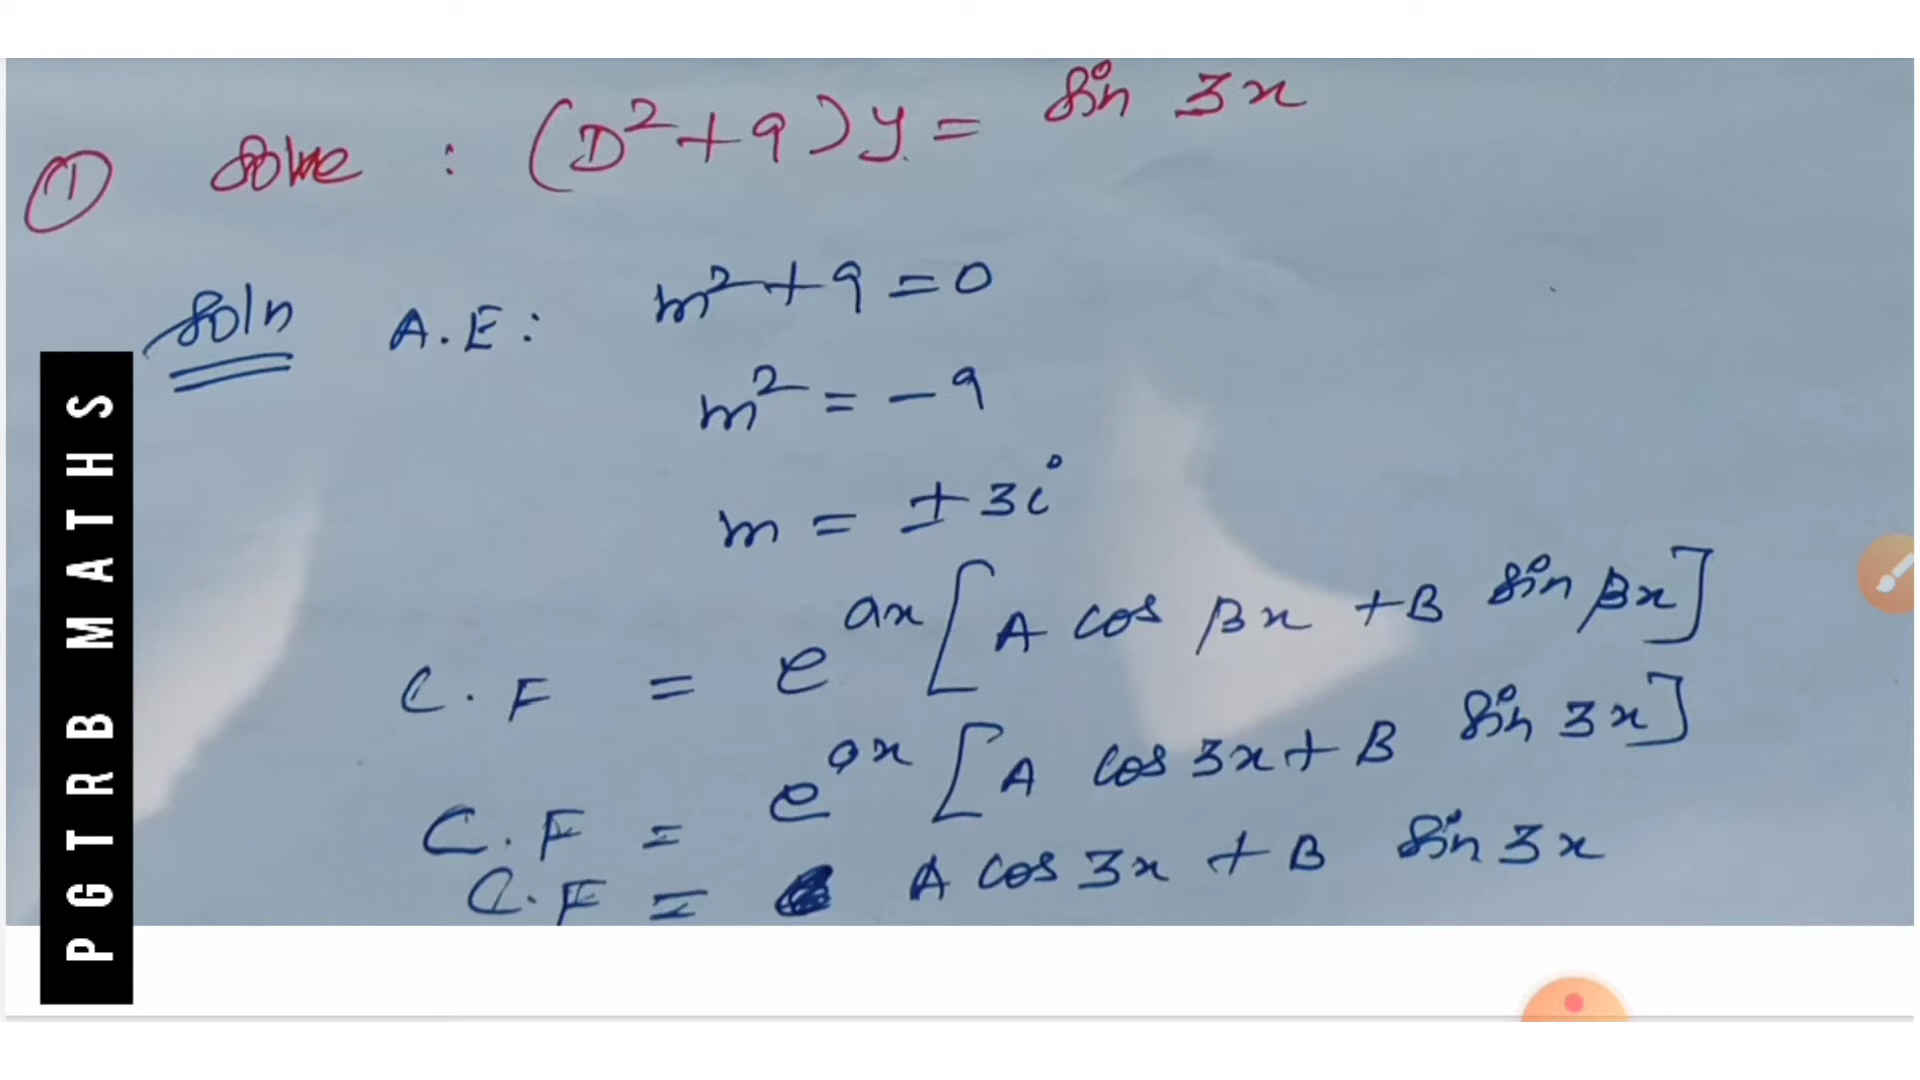 ① Solve : (D²+9)y = Sin 3x
Soln A.E: m²+9=0
m² = -9
m = ±3i
C.F = e^{αx} [A cos βx +B sin βx]
C.F = e^{0x} [A cos 3x + B Sin 3x]
C.F = A cos 3x + B Sin 3x
PGTRB MATHS